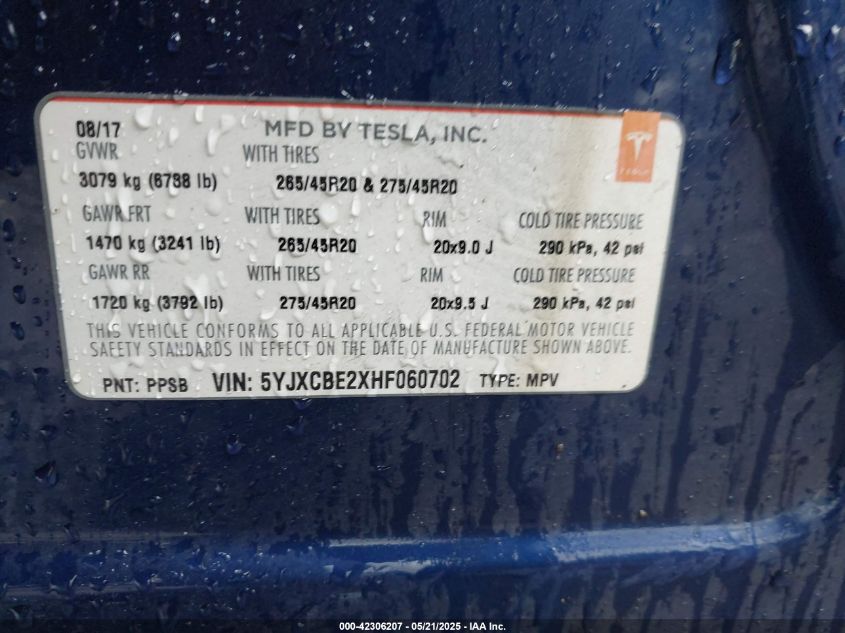 08/17 MFD BY TESLA, INC.
GVWR WITH TIRES
3079 kg (6788 lb) 265/45R20 & 275/45R20
GAWR FRT WITH TIRES RIM COLD TIRE PRESSURE
1470 kg (3241 lb) 265/45R20 20x9.0 J 290 kPa, 42 psi
GAWR RR WITH TIRES RIM COLD TIRE PRESSURE
1720 kg (3792 lb) 275/45R20 20x9.5 J 290 kPa, 42 psi
THIS VEHICLE CONFORMS TO ALL APPLICABLE U.S. FEDERAL MOTOR VEHICLE
SAFETY STANDARDS IN EFFECT ON THE DATE OF MANUFACTURE SHOWN ABOVE.
PNT: PPSB VIN: 5YJXCBE2XHF060702 TYPE: MPV
TESLA
000-42306207 - 05/21/2025 - IAA Inc.